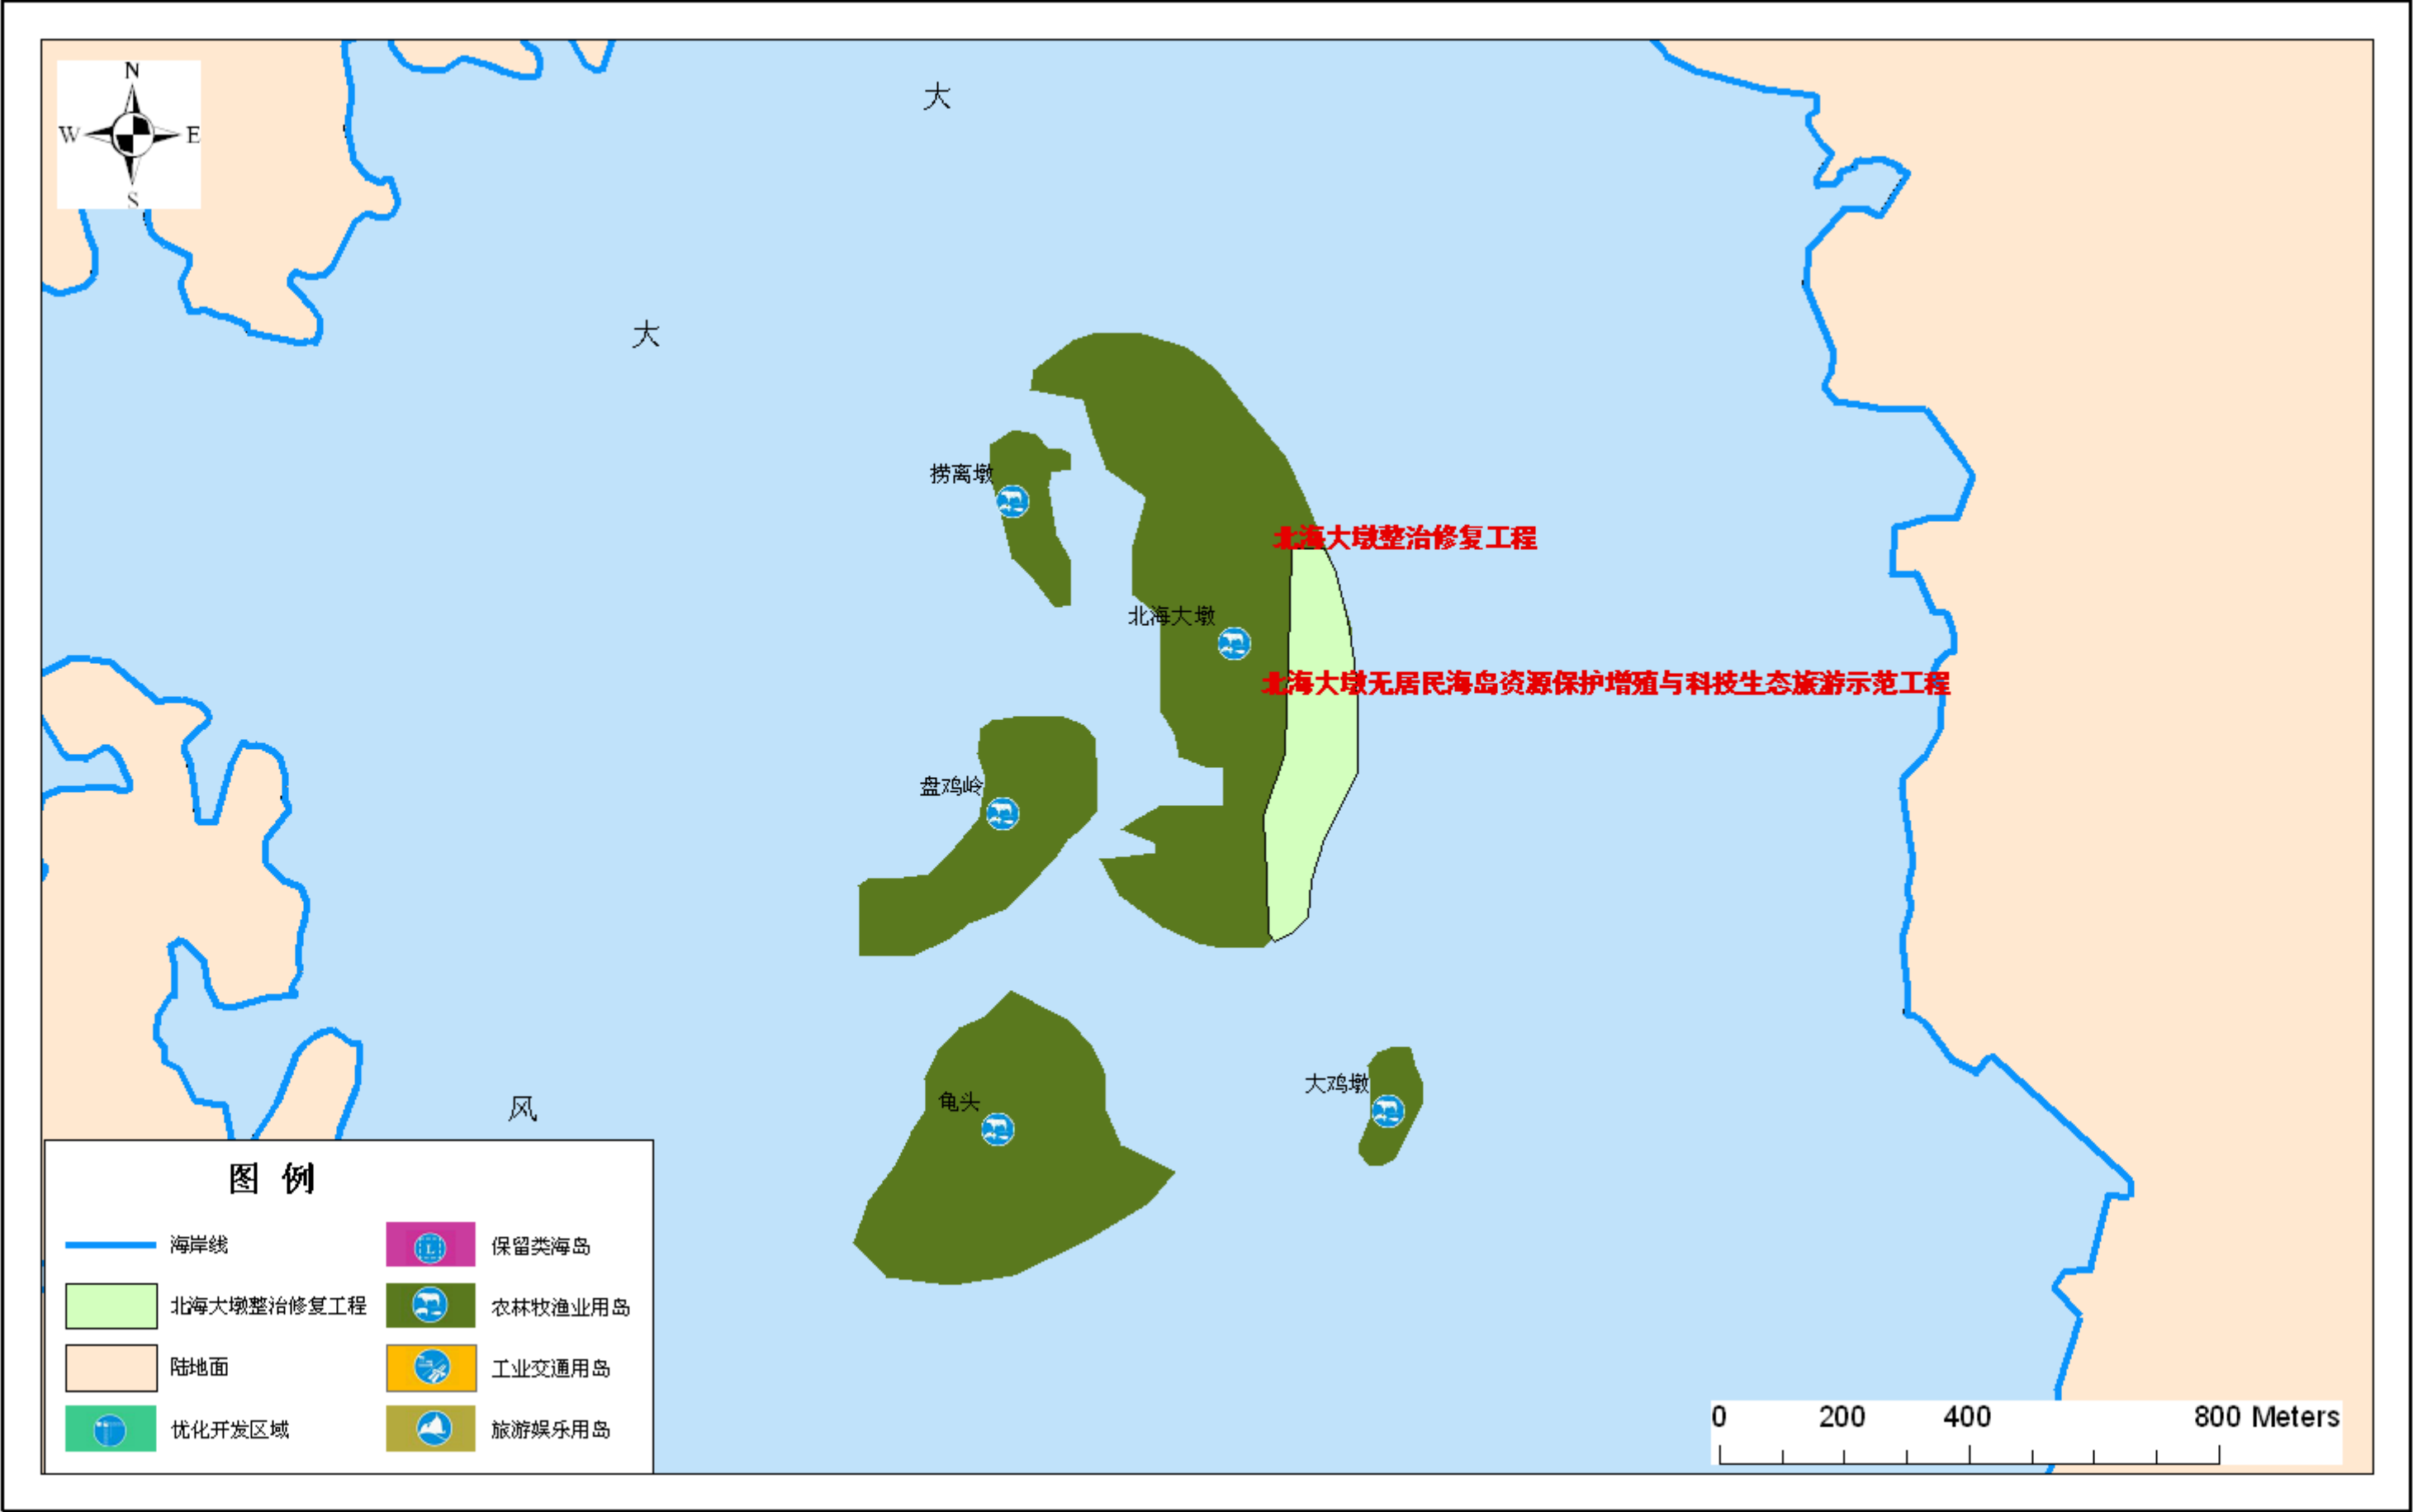 N
W E
S
大
大
捞离墩
北海大墩整治修复工程
北海大墩
北海大墩无居民海岛资源保护增殖与科技生态旅游示范工程
盘鸡岭
大鸡墩
龟头
风
图 例
海岸线
保留类海岛
北海大墩整治修复工程
农林牧渔业用岛
陆地面
工业交通用岛
优化开发区域
旅游娱乐用岛
L
0 200 400 800 Meters